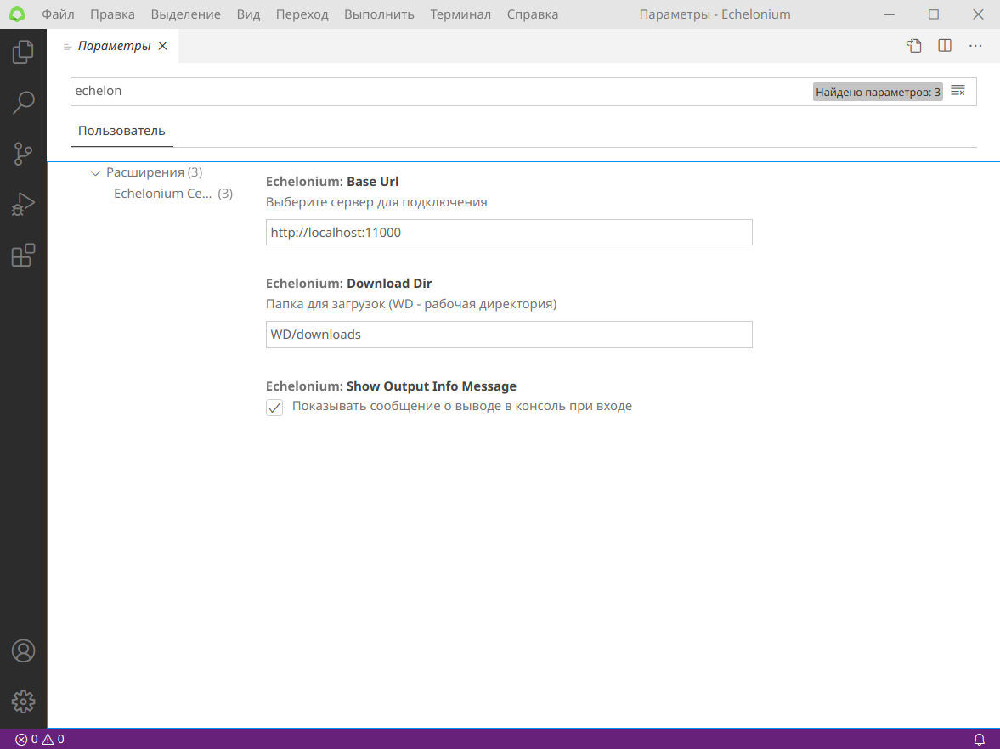 Файл Правка Выделение Вид Переход Выполнить Терминал Справка Параметры - Echelonium
Параметры
echelon Найдено параметров: 3
Пользователь
Расширения (3)
Echelonium Ce... (3)
Echelonium: Base Url
Выберите сервер для подключения
http://localhost:11000
Echelonium: Download Dir
Папка для загрузок (WD - рабочая директория)
WD/downloads
Echelonium: Show Output Info Message
Показывать сообщение о выводе в консоль при входе
0 0